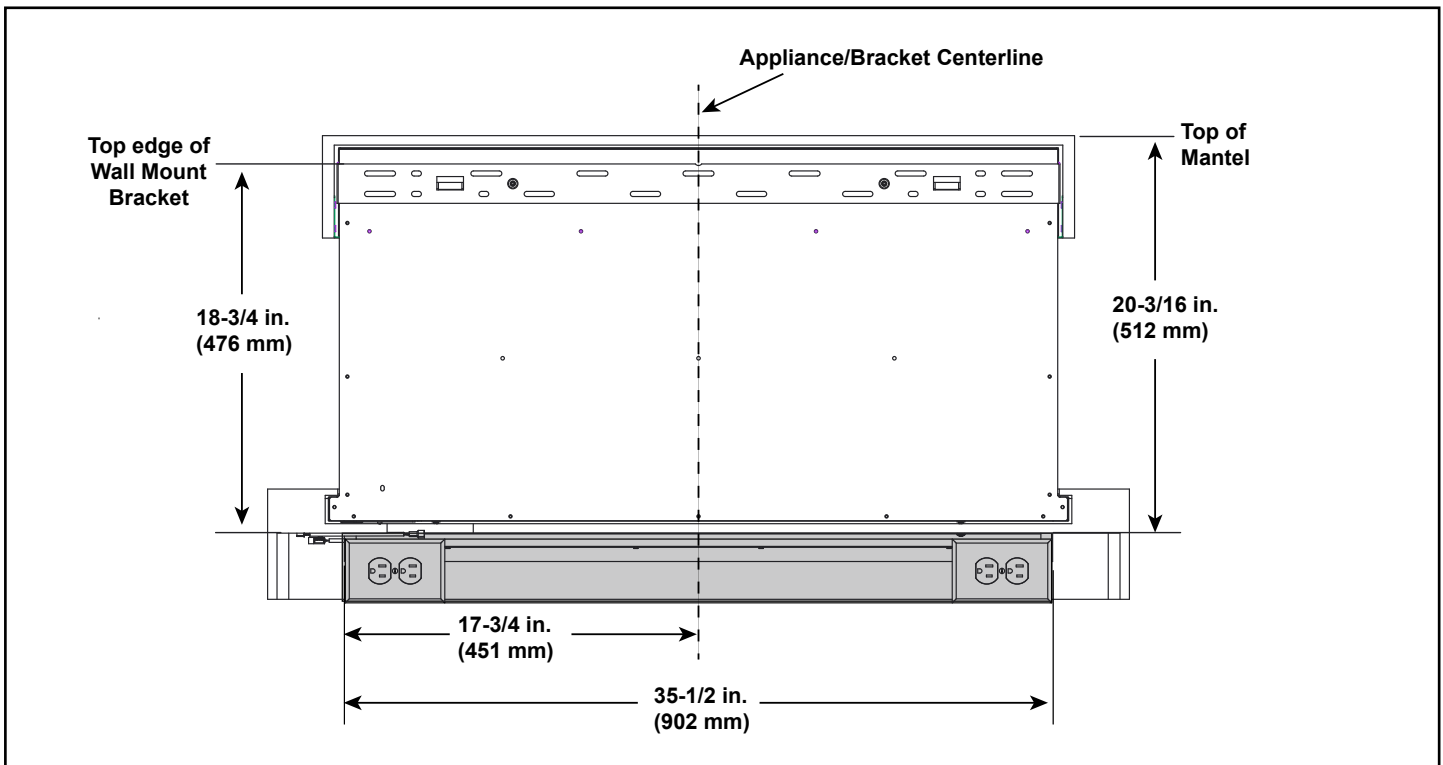 Appliance/Bracket Centerline
Top edge of
Wall Mount
Bracket
Top of
Mantel
18-3/4 in.
(476 mm)
20-3/16 in.
(512 mm)
17-3/4 in.
(451 mm)
35-1/2 in.
(902 mm)